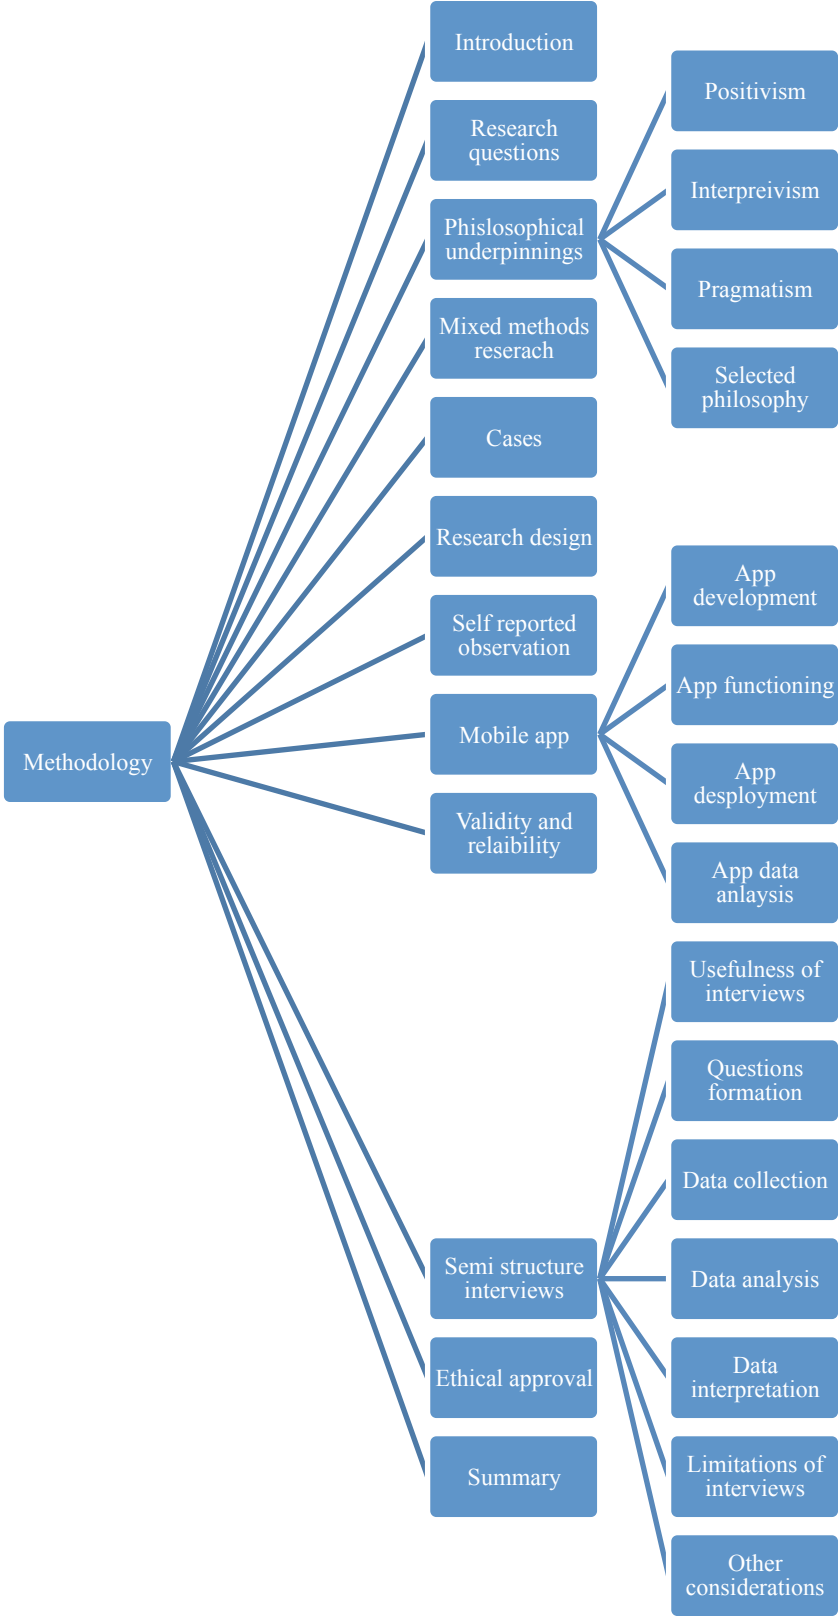 Methodology
Introduction
Research
questions
Phislosophical
underpinnings
Positivism
Interpreivism
Pragmatism
Selected
philosophy
Mixed methods
reserach
Cases
Research design
Self reported
observation
Mobile app
App
development
App functioning
App
desployment
App data
anlaysis
Validity and
relaibility
Semi structure
interviews
Usefulness of
interviews
Questions
formation
Data collection
Data analysis
Data
interpretation
Limitations of
interviews
Other
considerations
Ethical approval
Summary